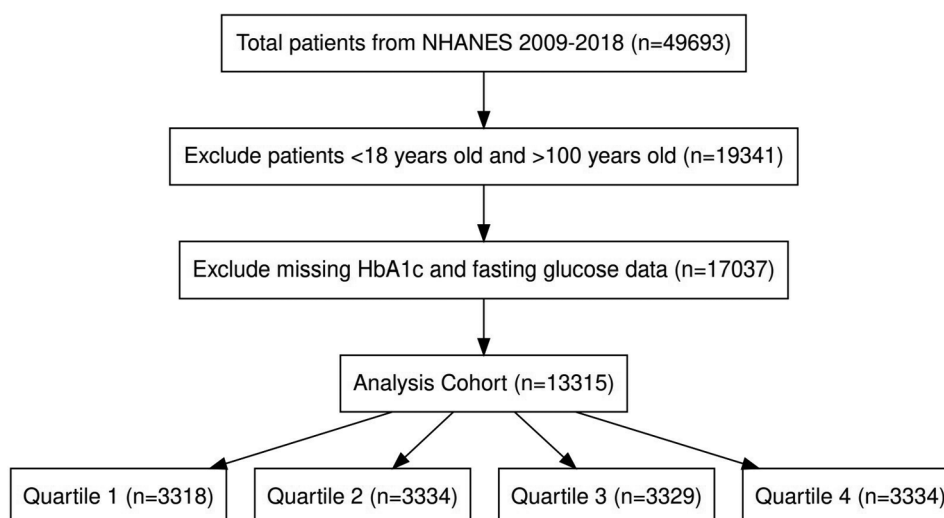 Total patients from NHANES 2009-2018 (n=49693)
Exclude patients <18 years old and >100 years old (n=19341)
Exclude missing HbA1c and fasting glucose data (n=17037)
Analysis Cohort (n=13315)
Quartile 1 (n=3318)
Quartile 2 (n=3334)
Quartile 3 (n=3329)
Quartile 4 (n=3334)